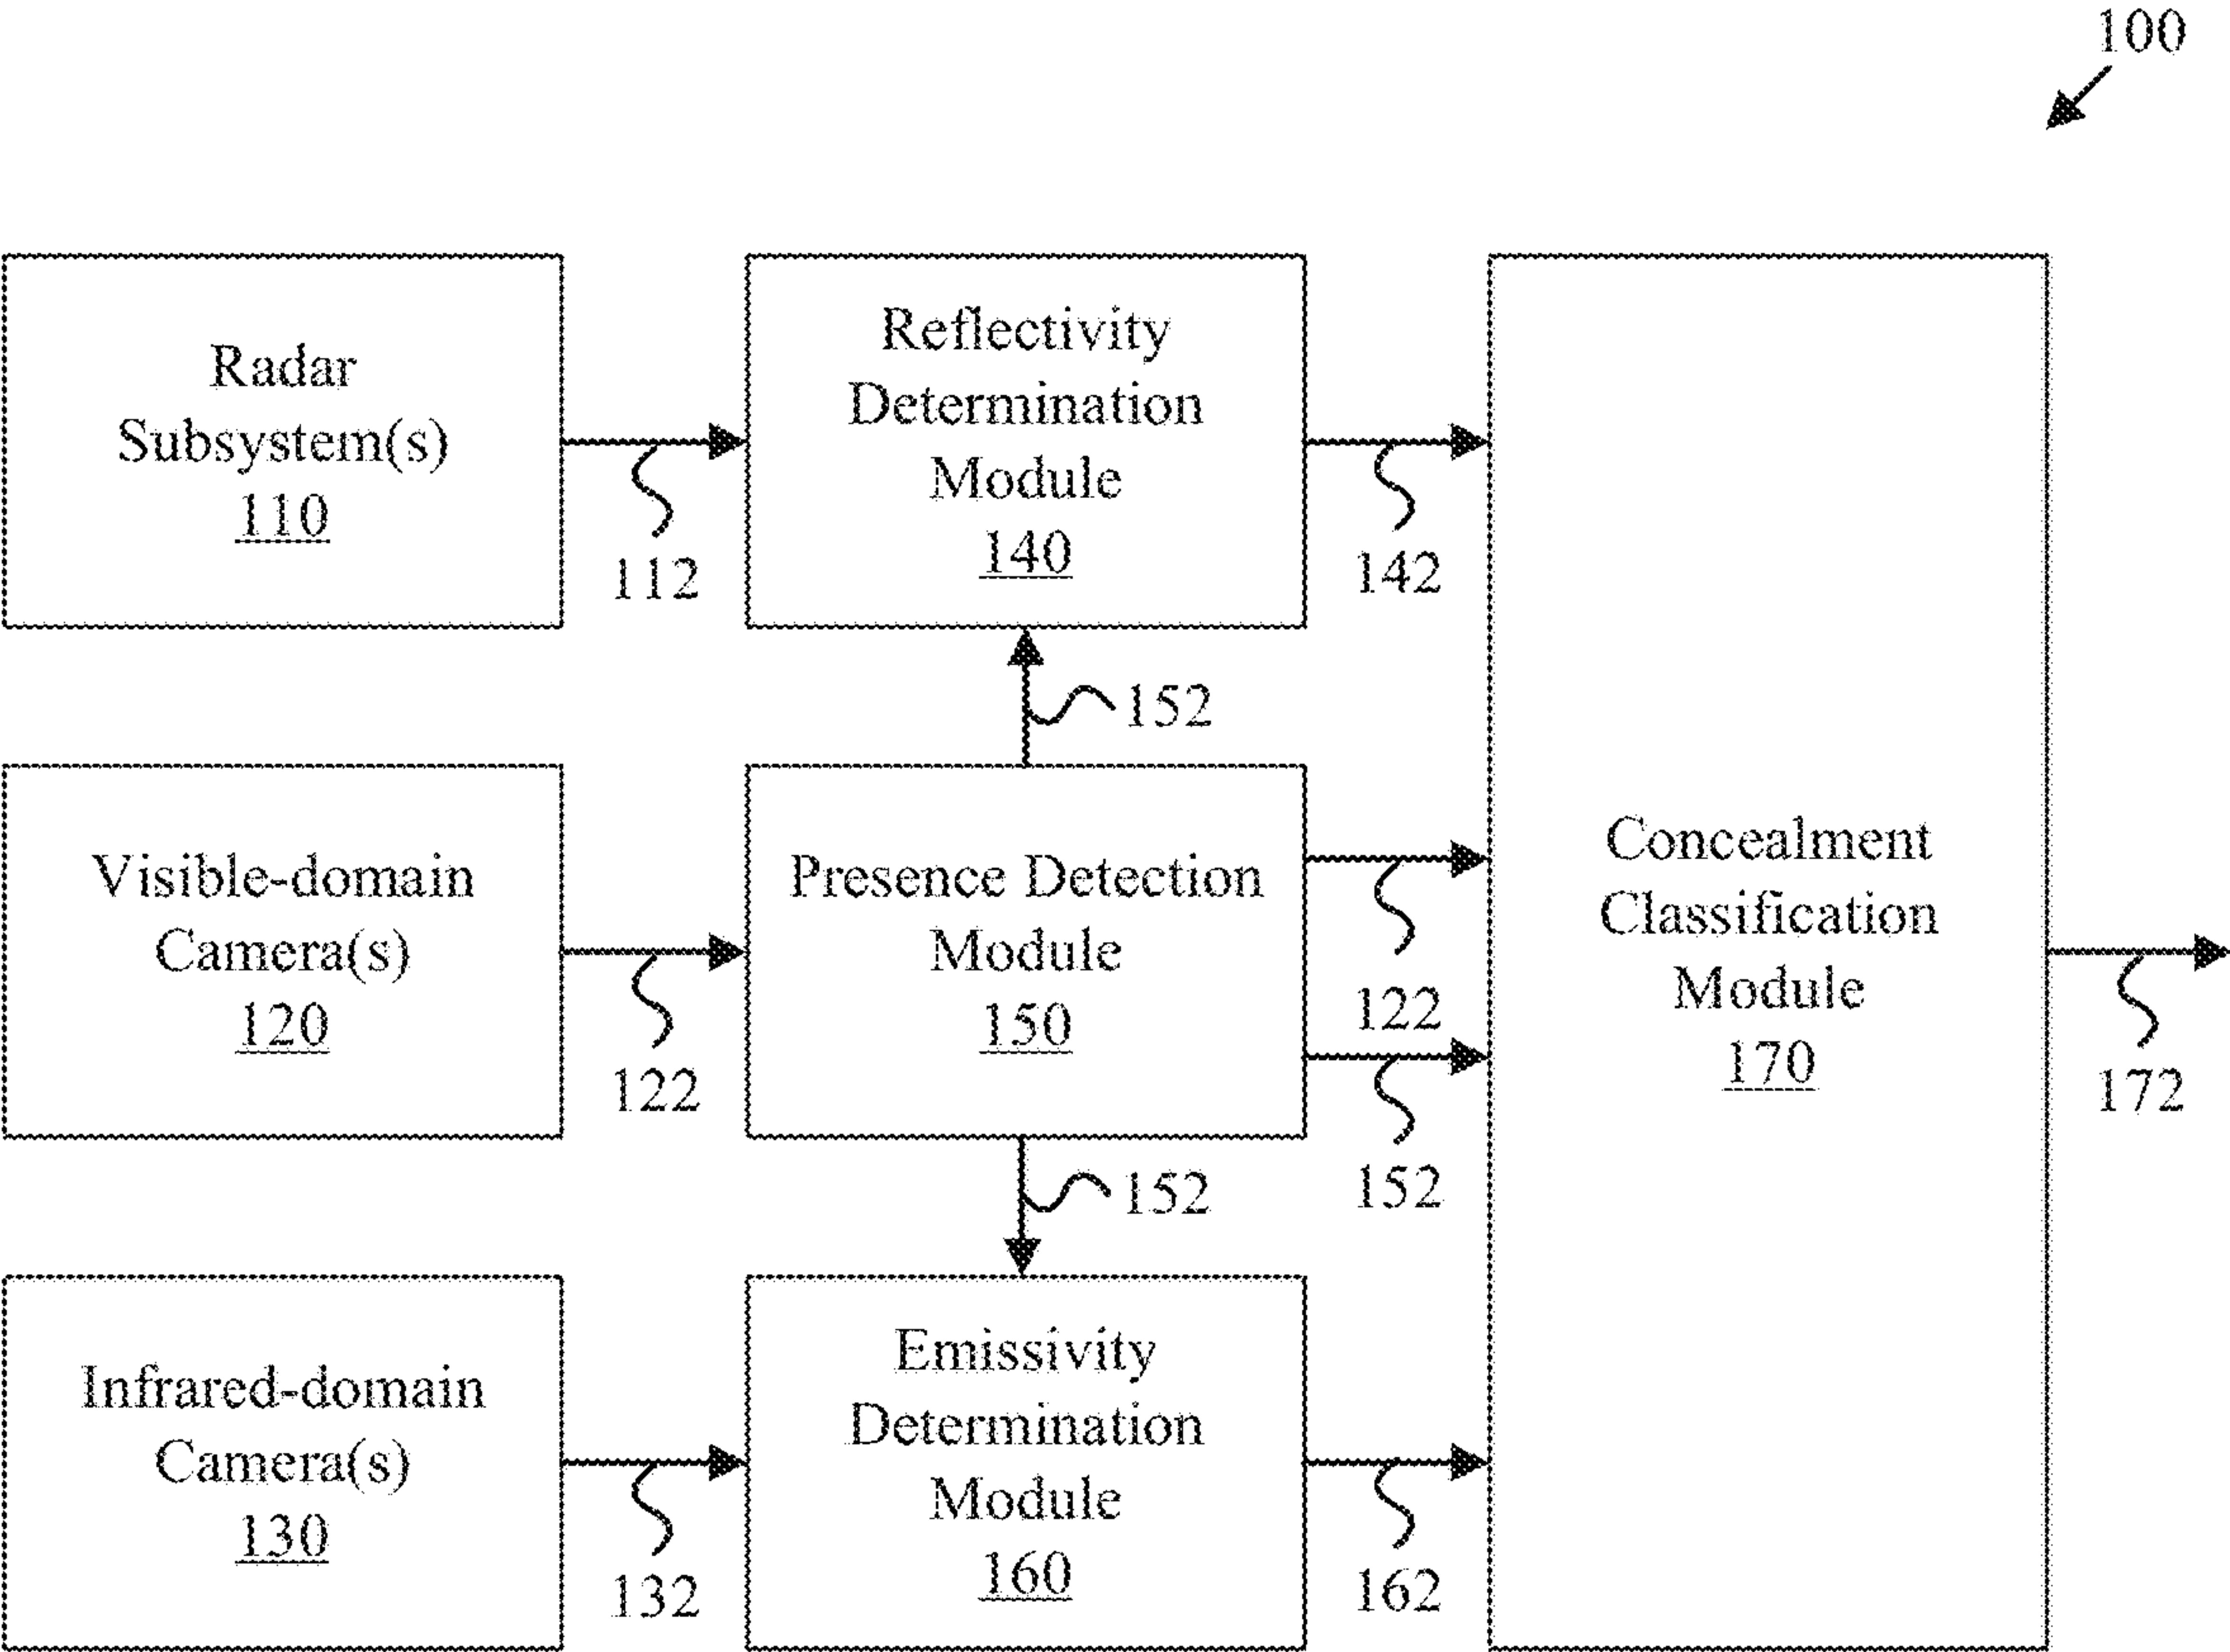 100
Radar
Subsystem(s)
110
112
Reflectivity
Determination
Module
140
142
152
Visible-domain
Camera(s)
120
122
Presence Detection
Module
150
122
152
152
Concealment
Classification
Module
170
172
Infrared-domain
Camera(s)
130
132
Emissivity
Determination
Module
160
162